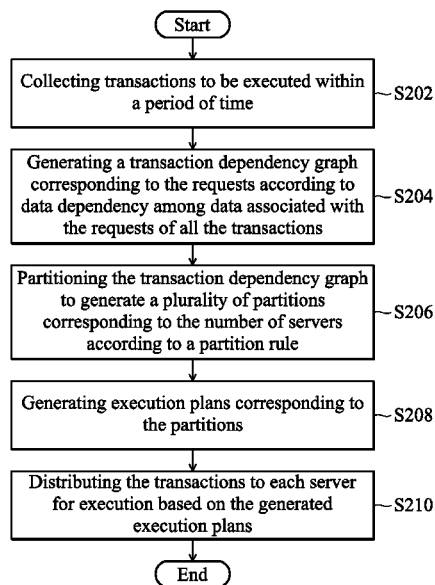 Start
Collecting transactions to be executed within
a period of time
S202
Generating a transaction dependency graph
corresponding to the requests according to
data dependency among data associated with
the requests of all the transactions
S204
Partitioning the transaction dependency graph
to generate a plurality of partitions
corresponding to the number of servers
according to a partition rule
S206
Generating execution plans corresponding to
the partitions
S208
Distributing the transactions to each server
for execution based on the generated
execution plans
S210
End